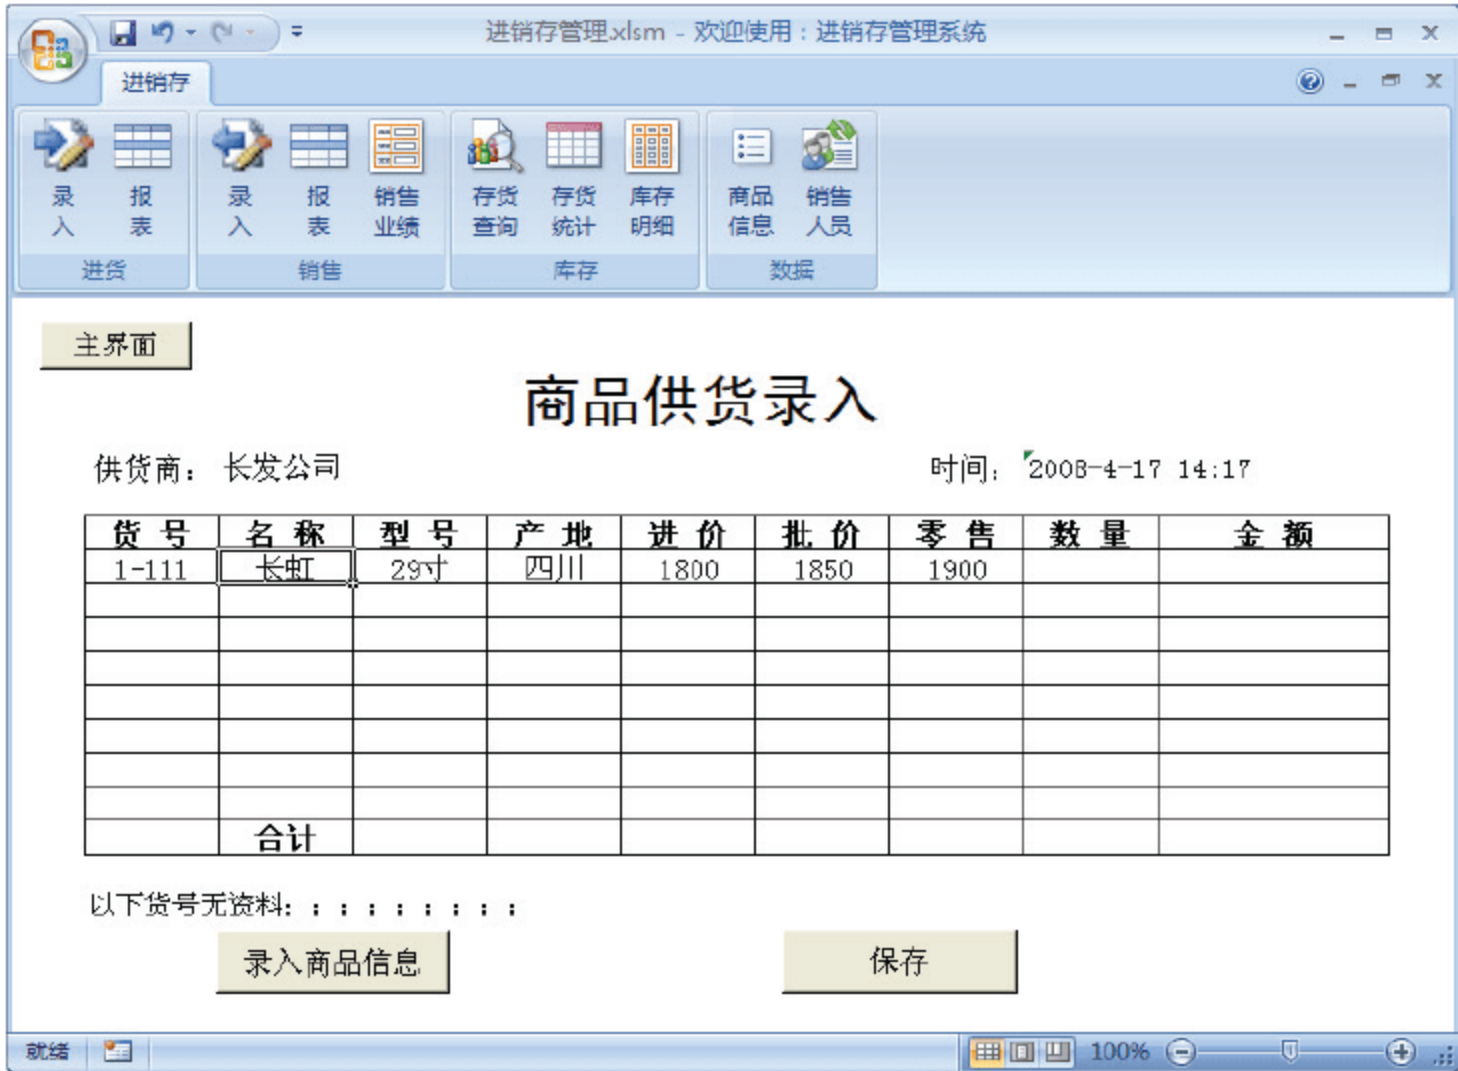 进销存管理.xlsm - 欢迎使用：进销存管理系统
进销存
录入 报表 录入 报表 销售业绩 存货查询 存货统计 库存明细 商品信息 销售人员
进货 销售 库存 数据
主界面
商品供货录入
供货商： 长发公司 时间： 2008-4-17 14:17
货 号 名 称 型 号 产 地 进 价 批 价 零 售 数 量 金 额
1-111 长虹 29寸 四川 1800 1850 1900
合计
以下货号无资料：；；；；；；；；
录入商品信息 保存
就绪 100%